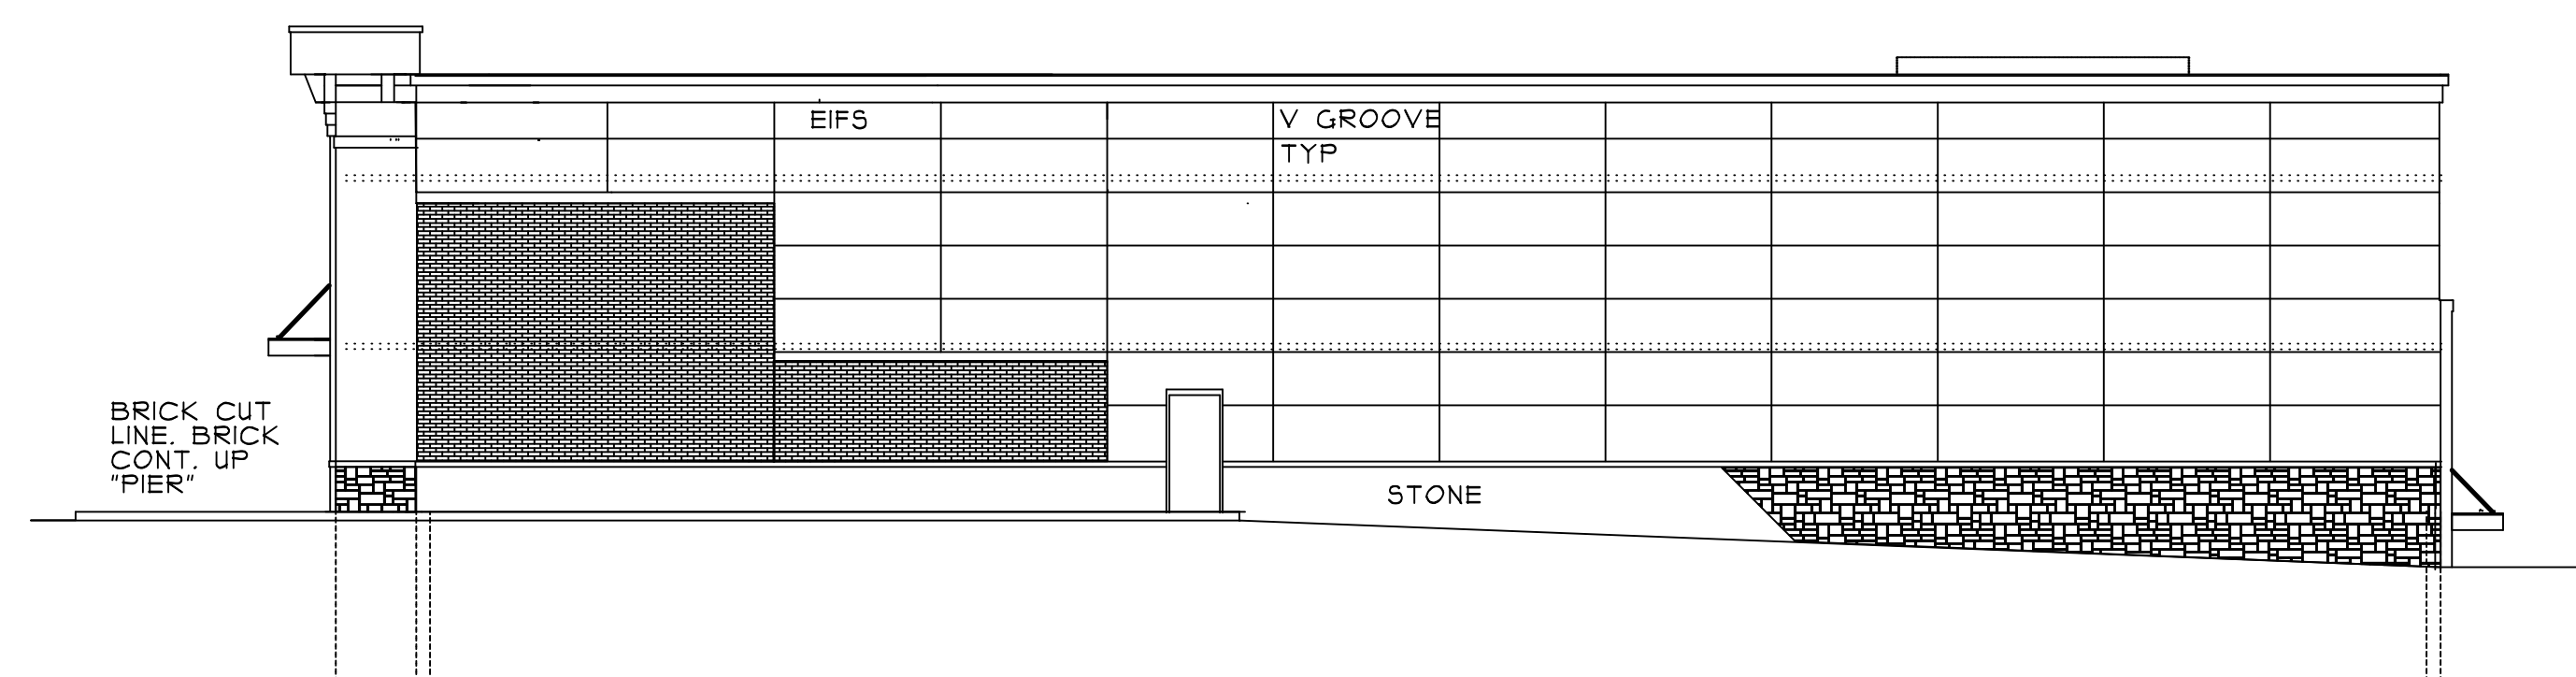 EIFS
V GROOVE
TYP
BRICK CUT
LINE. BRICK
CONT. UP
"PIER"
STONE